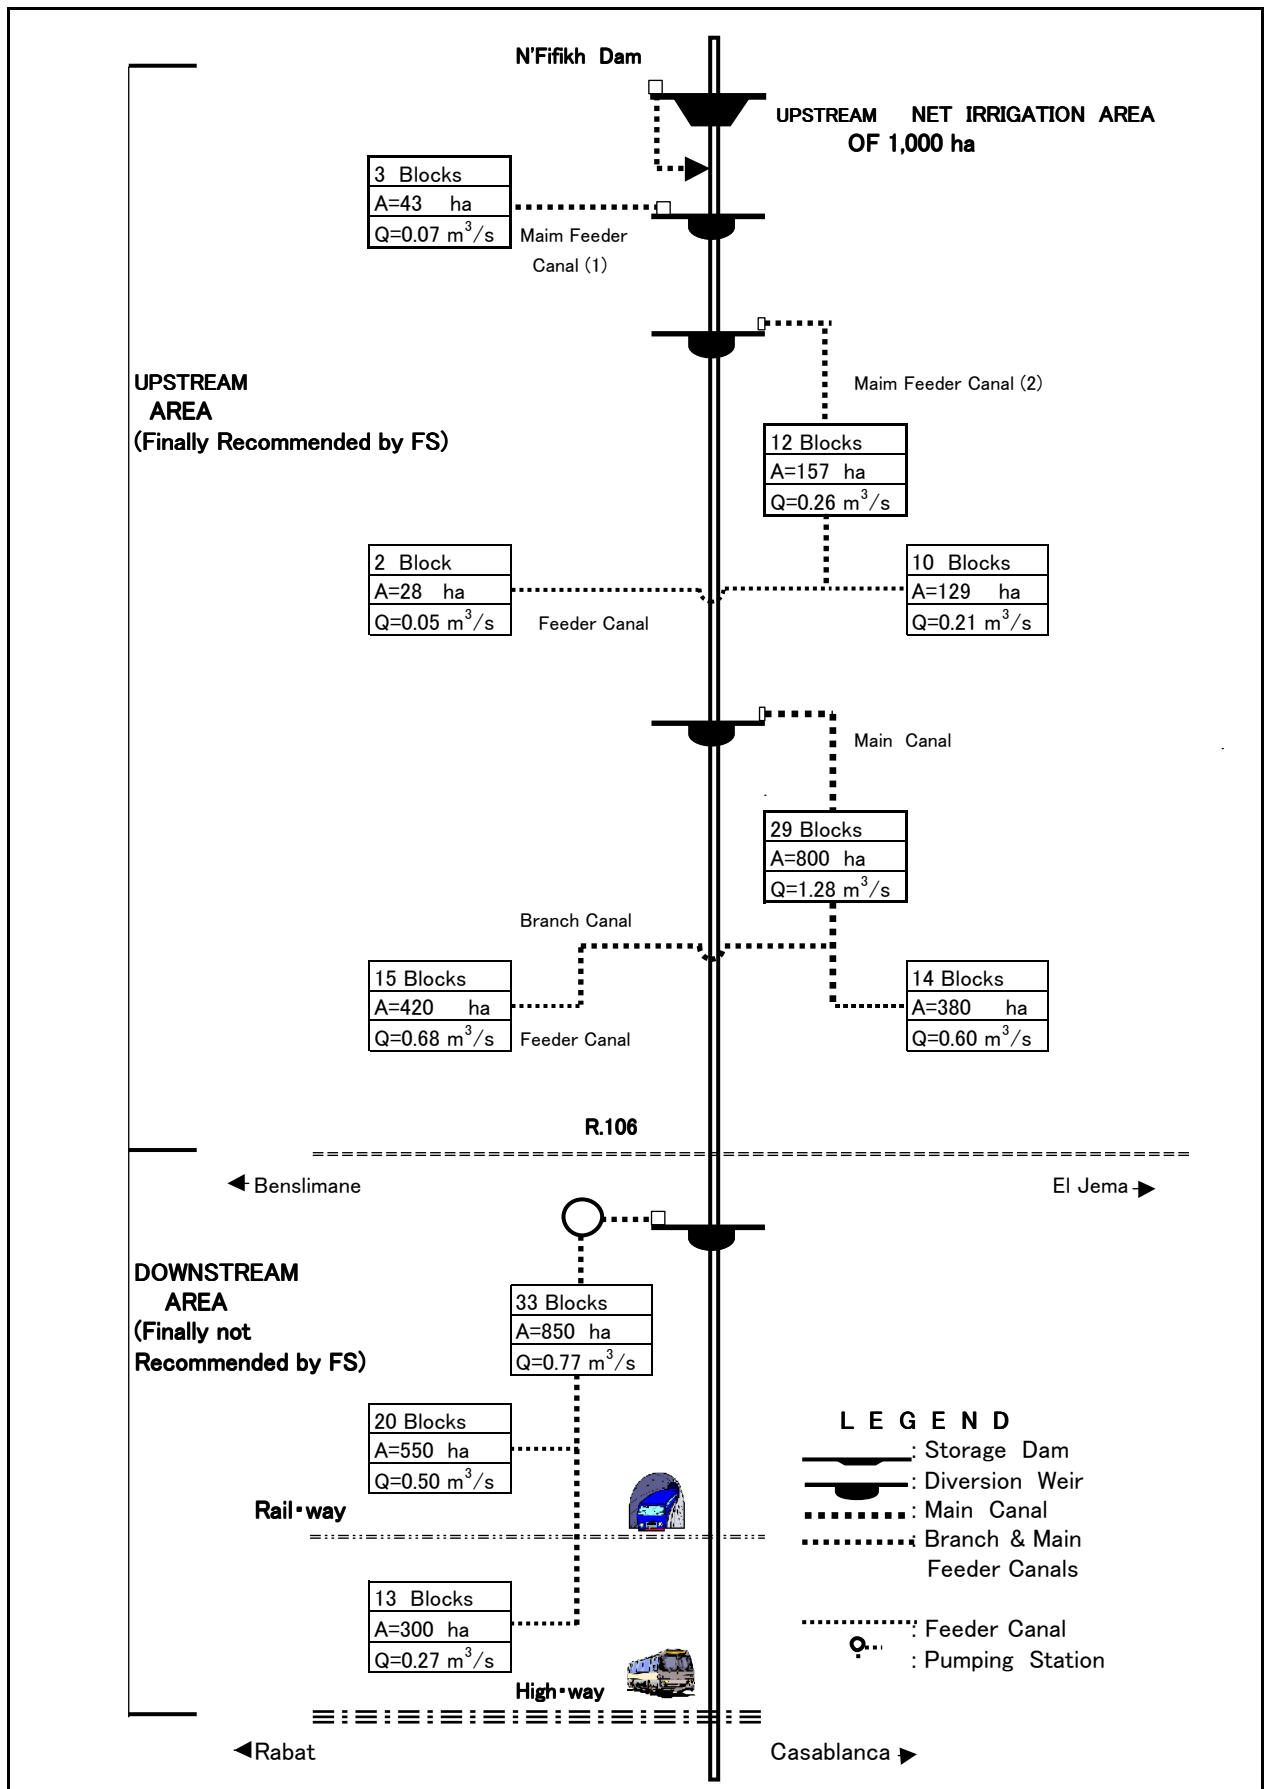 N'Fifikh Dam
UPSTREAM NET IRRIGATION AREA
OF 1,000 ha
3 Blocks
A=43 ha
Q=0.07 m³/s
Maim Feeder
Canal (1)
Maim Feeder Canal (2)
UPSTREAM
AREA
(Finally Recommended by FS)
12 Blocks
A=157 ha
Q=0.26 m³/s
2 Block
A=28 ha
Q=0.05 m³/s
Feeder Canal
10 Blocks
A=129 ha
Q=0.21 m³/s
Main Canal
29 Blocks
A=800 ha
Q=1.28 m³/s
Branch Canal
15 Blocks
A=420 ha
Q=0.68 m³/s
Feeder Canal
14 Blocks
A=380 ha
Q=0.60 m³/s
R.106
Benslimane
El Jema
DOWNSTREAM
AREA
(Finally not
Recommended by FS)
33 Blocks
A=850 ha
Q=0.77 m³/s
20 Blocks
A=550 ha
Q=0.50 m³/s
Rail・way
13 Blocks
A=300 ha
Q=0.27 m³/s
High・way
Rabat
Casablanca
L E G E N D
: Storage Dam
: Diversion Weir
: Main Canal
: Branch & Main
Feeder Canals
: Feeder Canal
: Pumping Station